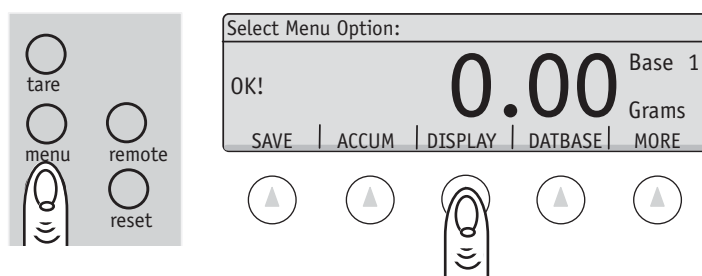 tare
menu
remote
reset
Select Menu Option:
OK!
0.00
Base 1
Grams
SAVE
ACCUM
DISPLAY
DATBASE
MORE